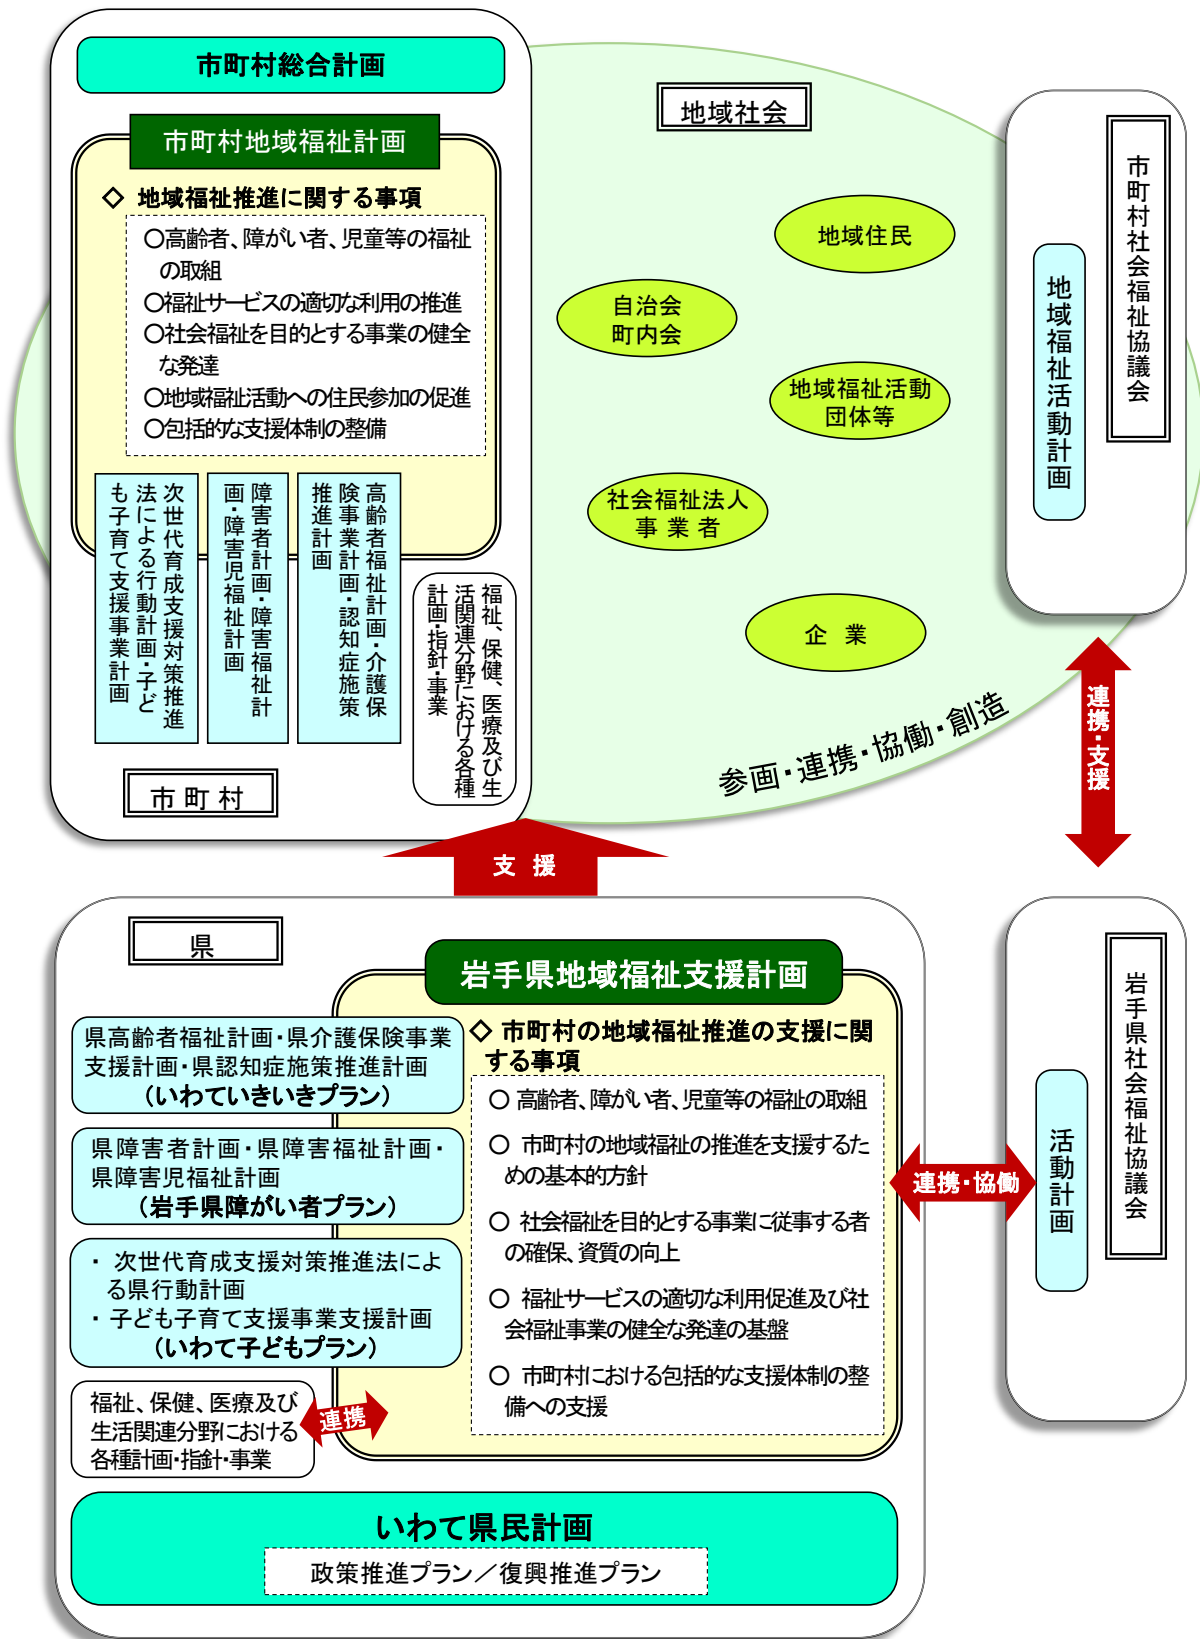 市町村総合計画
市町村地域福祉計画
◇ 地域福祉推進に関する事項
〇高齢者、障がい者、児童等の福祉
の取組
〇福祉サービスの適切な利用の推進
〇社会福祉を目的とする事業の健全
な発達
〇地域福祉活動への住民参加の促進
〇包括的な支援体制の整備
高齢者福祉計画・介護保
険事業計画・認知症施策
推進計画
障害者計画・障害福祉計
画・障害児福祉計画
次世代育成支援対策推進
法による行動計画・子ど
も子育て支援事業計画
福祉、保健、医療及び生
活関連分野における各種
計画・指針・事業
市町村
地域社会
地域住民
自治会
町内会
地域福祉活動
団体等
社会福祉法人
事業者
企 業
参画・連携・協働・創造
市町村社会福祉協議会
地域福祉活動計画
連携・支援
支 援
県
岩手県地域福祉支援計画
◇ 市町村の地域福祉推進の支援に関
する事項
〇 高齢者、障がい者、児童等の福祉の取組
〇 市町村の地域福祉の推進を支援するた
めの基本的方針
〇 社会福祉を目的とする事業に従事する者
の確保、資質の向上
〇 福祉サービスの適切な利用促進及び社
会福祉事業の健全な発達の基盤
〇 市町村における包括的な支援体制の整
備への支援
県高齢者福祉計画・県介護保険事業
支援計画・県認知症施策推進計画
（いわていきいきプラン）
県障害者計画・県障害福祉計画・
県障害児福祉計画
（岩手県障がい者プラン）
・ 次世代育成支援対策推進法によ
る県行動計画
・ 子ども子育て支援事業支援計画
（いわて子どもプラン）
福祉、保健、医療及び
生活関連分野における
各種計画・指針・事業
連携
連携・協働
岩手県社会福祉協議会
活動計画
いわて県民計画
政策推進プラン／復興推進プラン